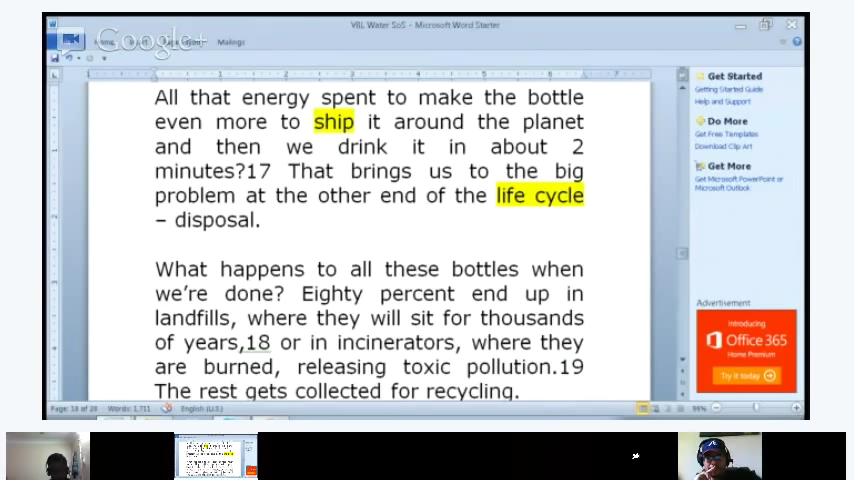 VBL Water SoS - Microsoft Word Starter
Google+
Mailings
All that energy spent to make the bottle
even more to ship it around the planet
and then we drink it in about 2
minutes?17 That brings us to the big
problem at the other end of the life cycle
– disposal.
What happens to all these bottles when
we're done? Eighty percent end up in
landfills, where they will sit for thousands
of years,18 or in incinerators, where they
are burned, releasing toxic pollution.19
The rest gets collected for recycling.
Get Started
Getting Started Guide
Help and Support
Do More
Get Free Templates
Download Clip Art
Get More
Get Microsoft PowerPoint or
Microsoft Outlook
Advertisement
Introducing
Office 365
Home Premium
Try it today
Page: 18 of 28 Words: 1,711 English (U.S.)